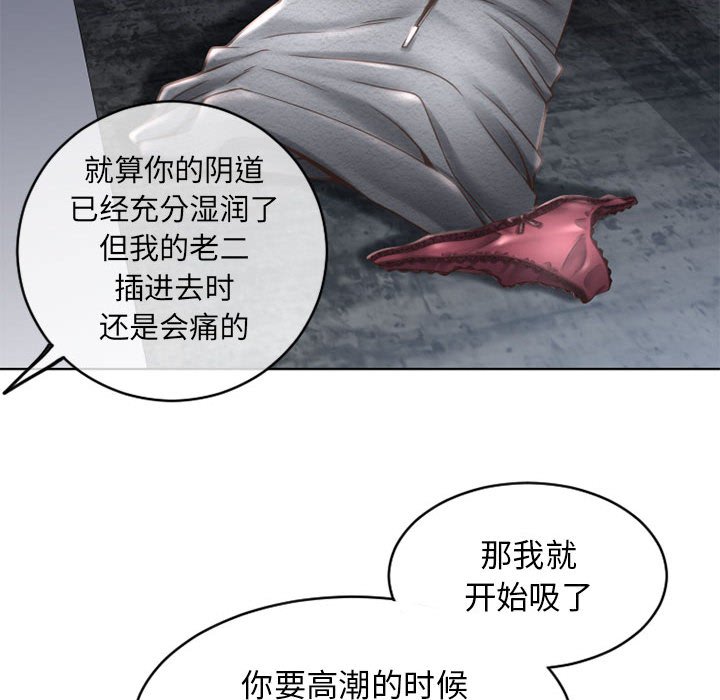 就算你的阴道
已经充分湿润了
但我的老二
插进去时
还是会痛的
那我就
开始吸了
你要高潮的时候